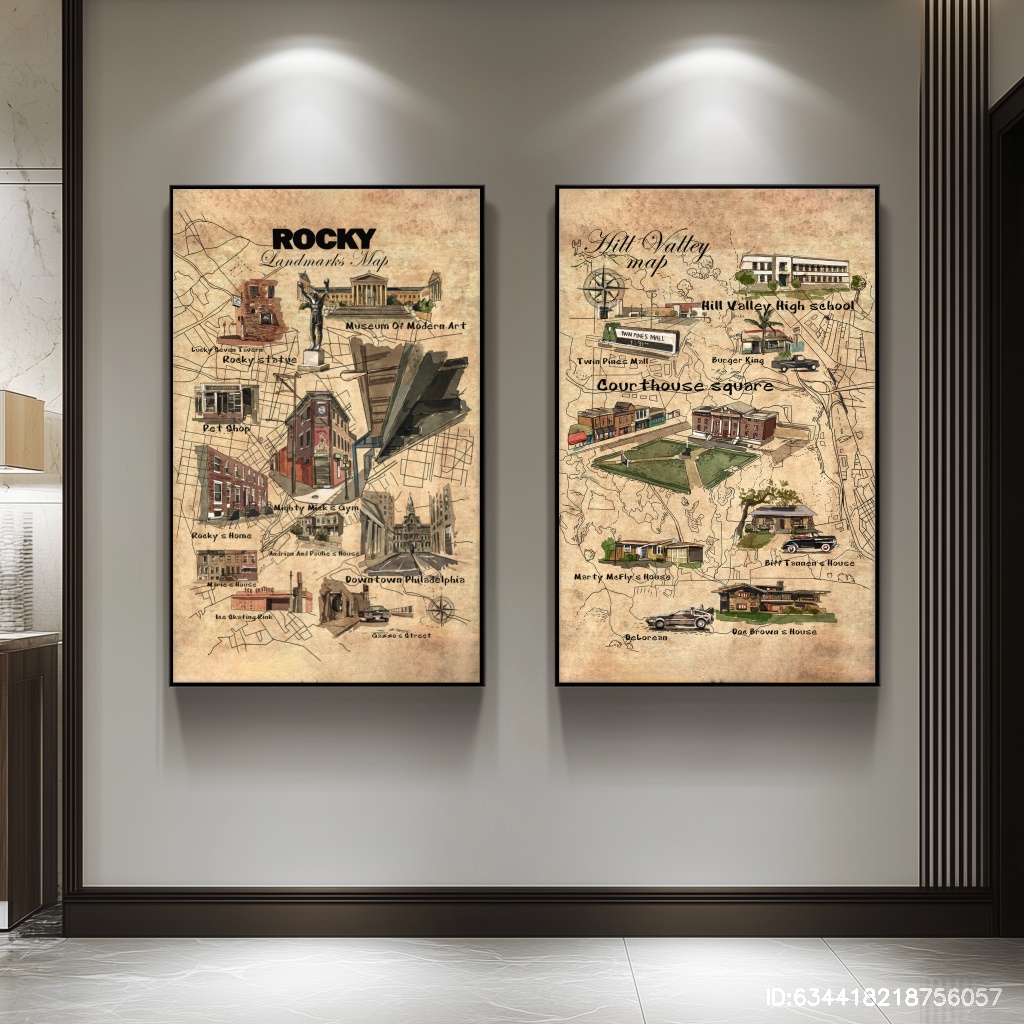 ROCKY
Landmarks Map
Museum Of Modern Art
Lucky Seven Tavern
Rocky statue
Pet Shop
Mighty Mick's Gym
Rocky's Home
Adrian And Paulie's House
Downtown Philadelphia
Marie's House
Ice Skating Rink
Gazzo's Street
Hill Valley
map
Hill Valley High school
TWIN PINES MALL
Twin Pines Mall
Burger King
Courthouse square
Biff Tannen's House
Marty McFly's House
DeLorean
Doc Brown's House
ID:634418218756057